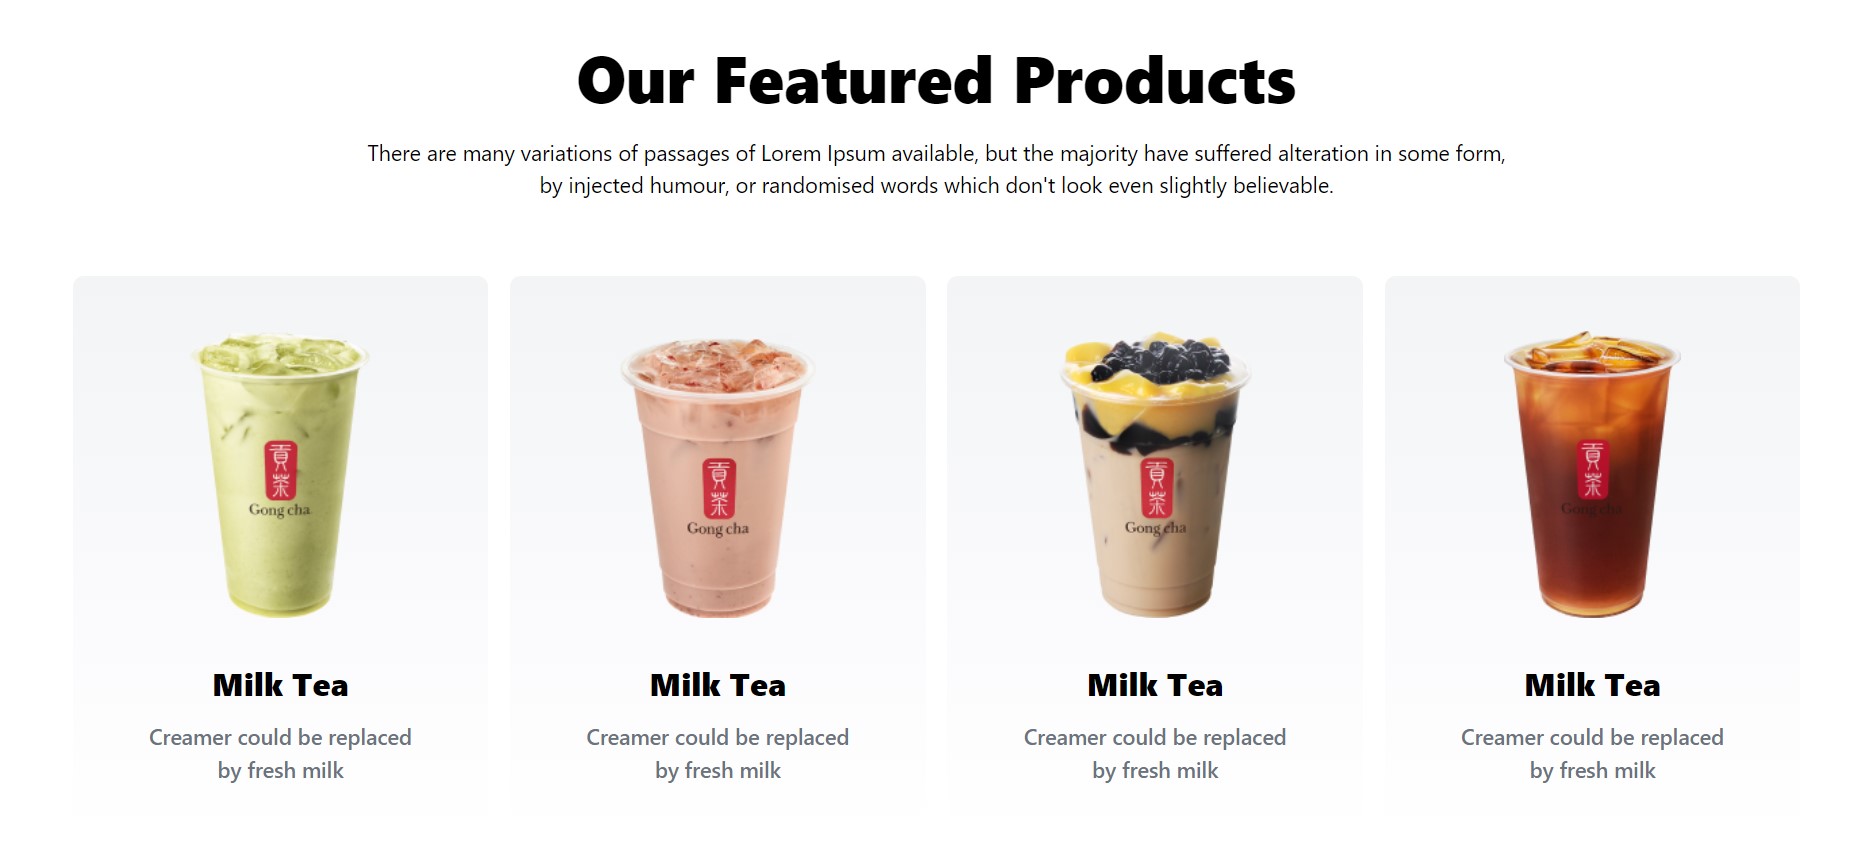 Our Featured Products
There are many variations of passages of Lorem Ipsum available, but the majority have suffered alteration in some form,
by injected humour, or randomised words which don't look even slightly believable.
貢
茶
Gong cha
貢
茶
Gong cha
貢
茶
Gong cha
貢
茶
Gong cha
Milk Tea
Milk Tea
Milk Tea
Milk Tea
Creamer could be replaced
by fresh milk
Creamer could be replaced
by fresh milk
Creamer could be replaced
by fresh milk
Creamer could be replaced
by fresh milk